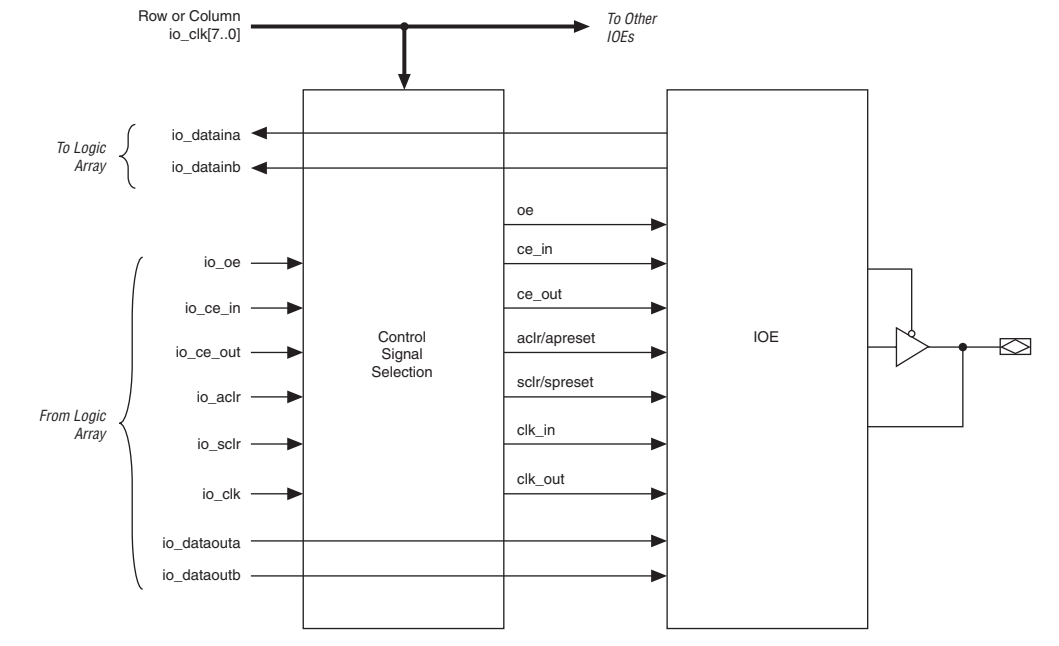 Row or Column
io_clk[7..0]
To Other
IOEs
To Logic
Array
io_dataina
io_datainb
oe
ce_in
ce_out
aclr/apreset
sclr/spreset
clk_in
clk_out
From Logic
Array
io_oe
io_ce_in
io_ce_out
io_aclr
io_sclr
io_clk
io_dataouta
io_dataoutb
Control
Signal
Selection
IOE